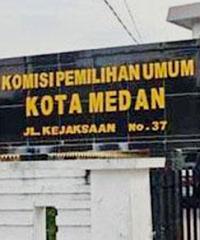 KOMISI PEMILIHAN UMUM
KOTA MEDAN
JL. KEJAKSAAN No. 37